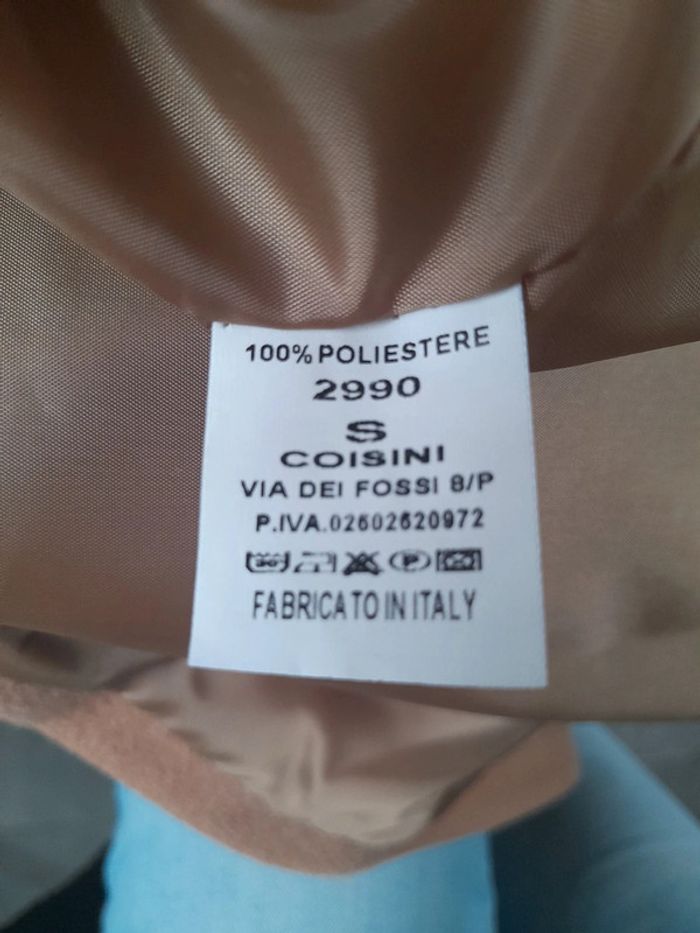 100% POLIESTERE
2990
S
COISINI
VIA DEI FOSSI 8/P
P.IVA.02602620972
P
FABRICATO IN ITALY